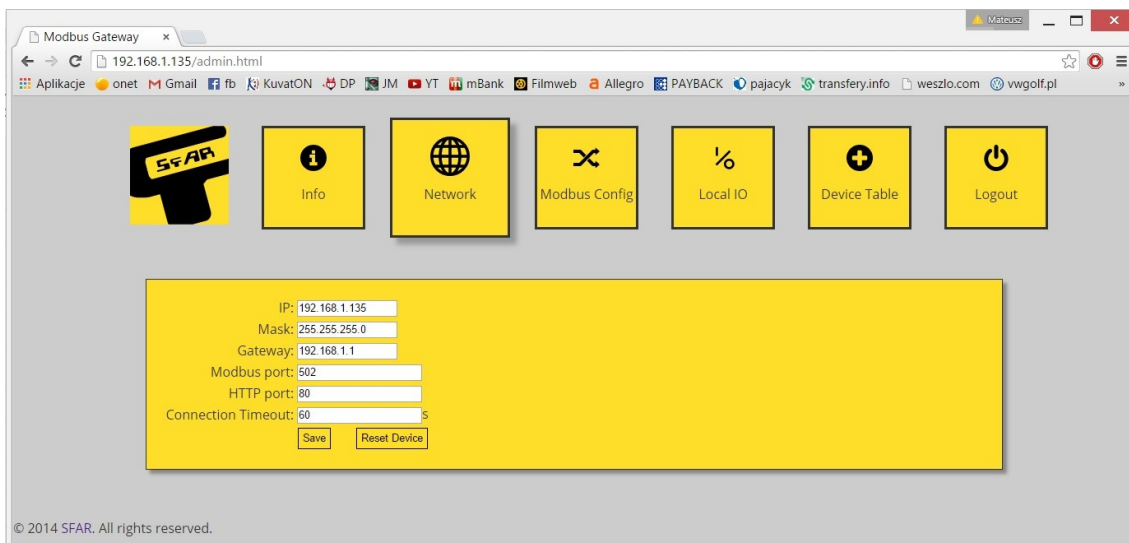 Mateusz
Modbus Gateway
192.168.1.135/admin.html
Aplikacje onet Gmail fb KuvatON DP JM YT mBank Filmweb Allegro PAYBACK pajacyk transfery.info weszlo.com vwgolf.pl »
SFAR
Info Network Modbus Config Local IO Device Table Logout
IP: 192.168.1.135
Mask: 255.255.255.0
Gateway: 192.168.1.1
Modbus port: 502
HTTP port: 80
Connection Timeout: 60 s
Save Reset Device
© 2014 SFAR. All rights reserved.